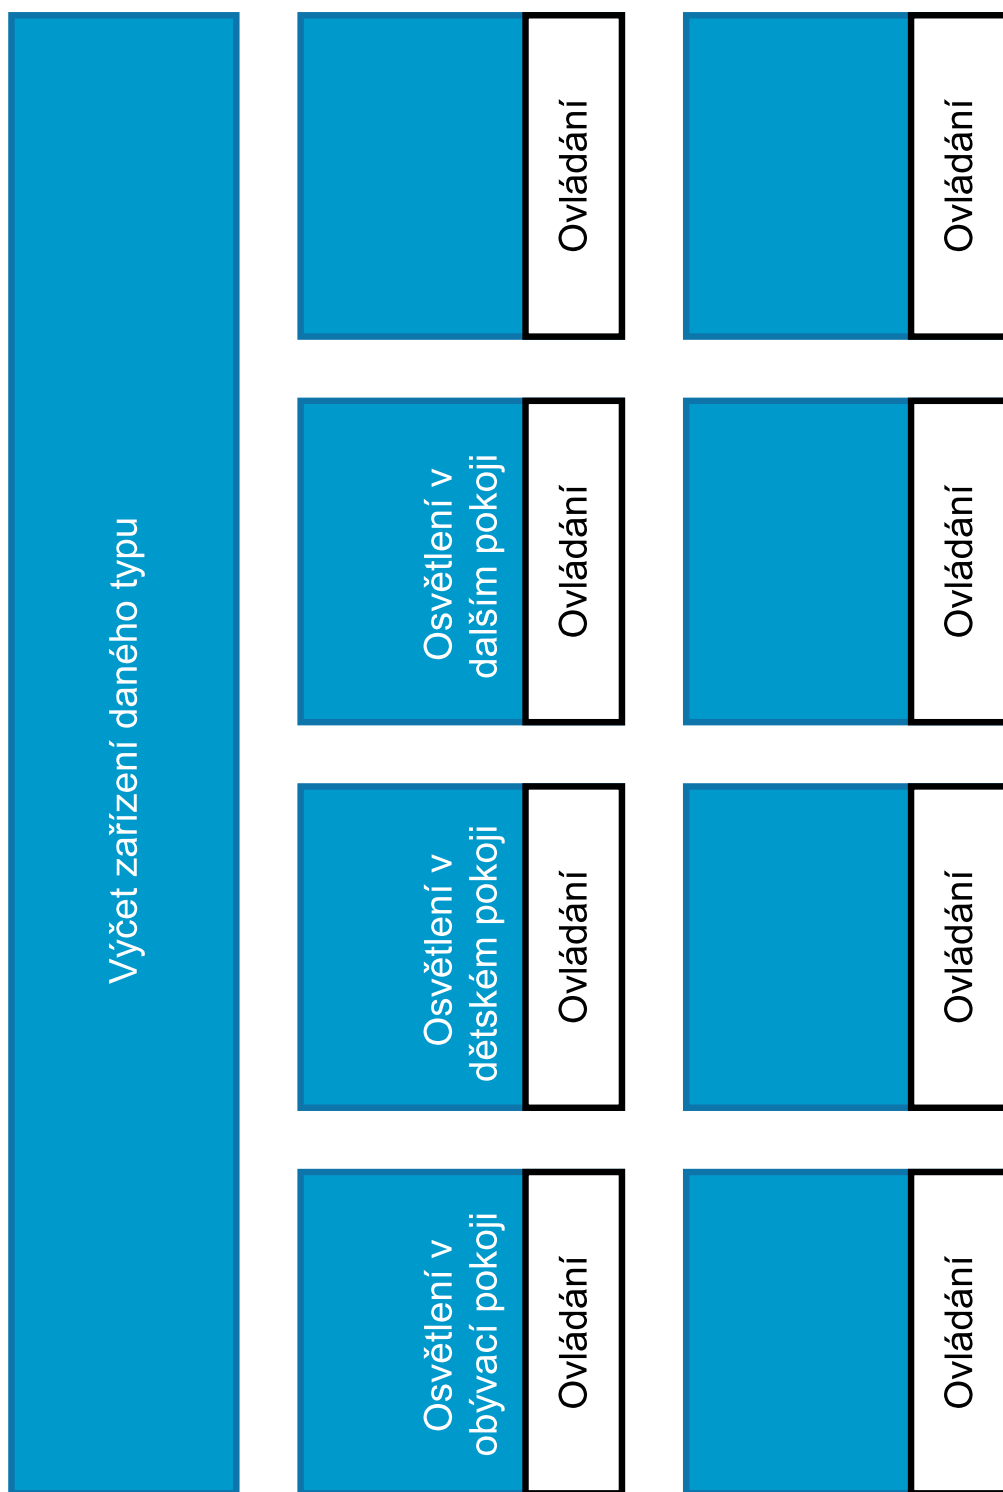 Výčet zařízení daného typu
Osvětlení v
obývací pokoji
Ovládání
Osvětlení v
dětském pokoji
Ovládání
Osvětlení v
dalším pokoji
Ovládání
Ovládání
Ovládání
Ovládání
Ovládání
Ovládání